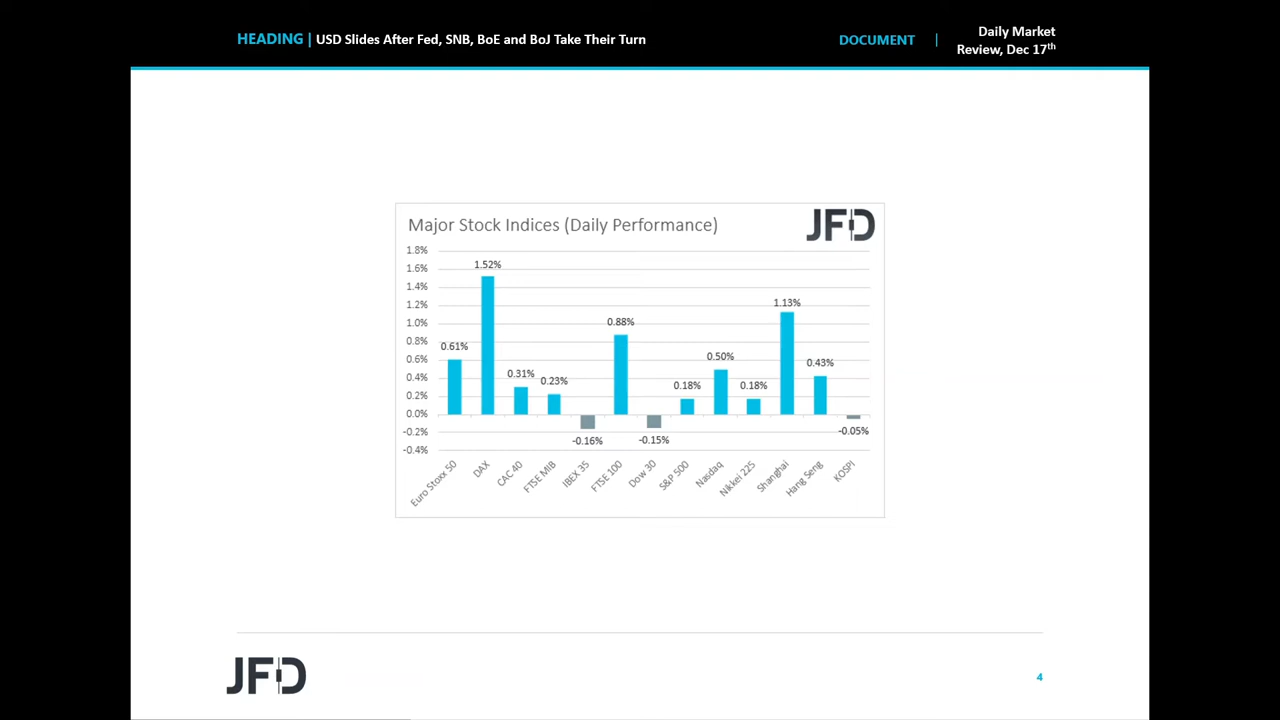 HEADING | USD Slides After Fed, SNB, BoE and BoJ Take Their Turn
DOCUMENT |
Daily Market
Review, Dec 17th
Major Stock Indices (Daily Performance)
JFD
1.8%
1.6%
1.4%
1.2%
1.0%
0.8%
0.6%
0.4%
0.2%
0.0%
-0.2%
-0.4%
0.61%
1.52%
0.31%
0.23%
-0.16%
0.88%
-0.15%
0.18%
0.50%
0.18%
1.13%
0.43%
-0.05%
Euro Stoxx 50
DAX
CAC 40
FTSE MIB
IBEX 35
FTSE 100
Dow 30
S&P 500
Nasdaq
Nikkei 225
Shanghai
Hang Seng
KOSPI
JFD
4